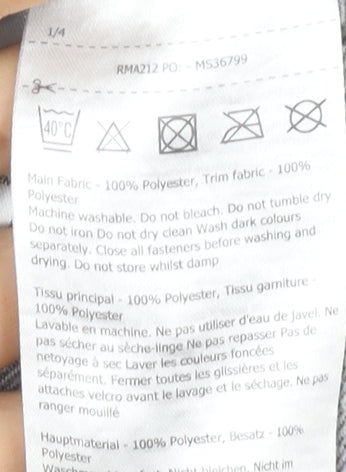 1/4
RMA212 PO: - MS36799
40°C
Main Fabric - 100% Polyester, Trim fabric - 100%
Polyester
Machine washable. Do not bleach. Do not tumble dry
Do not iron Do not dry clean Wash dark colours
separately. Close all fasteners before washing and
drying. Do not store whilst damp
Tissu principal - 100% Polyester, Tissu garniture -
100% Polyester
Lavable en machine. Ne pas utiliser d'eau de javel. Ne
pas sécher au sèche-linge Ne pas repasser Pas de
netoyage à sec Laver les couleurs foncées
séparément. Fermer toutes les glissières et les
attaches velcro avant le lavage et le séchage. Ne pas
ranger mouillé
Hauptmaterial - 100% Polyester, Besatz - 100%
Polyester
Nicht bleichen. Nicht im